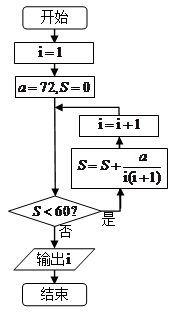 开始
i=1
a=72,S=0
i=i+1
S=S+a/i(i+1)
S<60?
否
是
输出i
结束